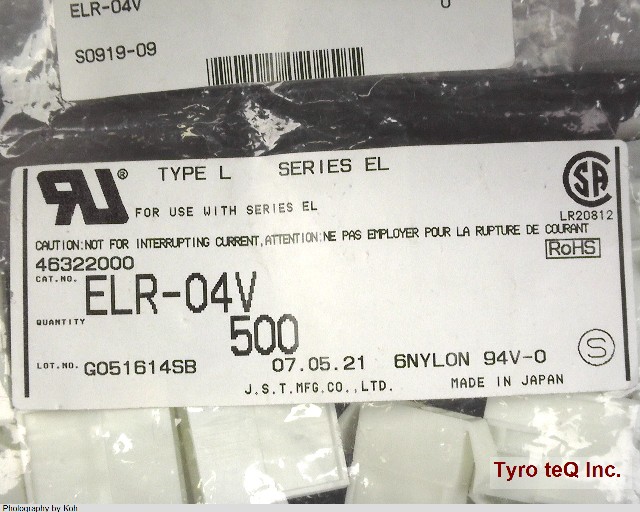 ELR-04V 0
S0919-09
TYPE L SERIES EL
FOR USE WITH SERIES EL
LR20812
CAUTION:NOT FOR INTERRUPTING CURRENT,ATTENTION:NE PAS EMPLOYER POUR LA RUPTURE DE COURANT
RoHS
46322000
CAT.NO. ELR-04V
QUANTITY 500
LOT.NO. G051614SB 07.05.21 6NYLON 94V-0 S
J.S.T.MFG.CO.,LTD. MADE IN JAPAN
Tyro teQ Inc.
Photography by Koh